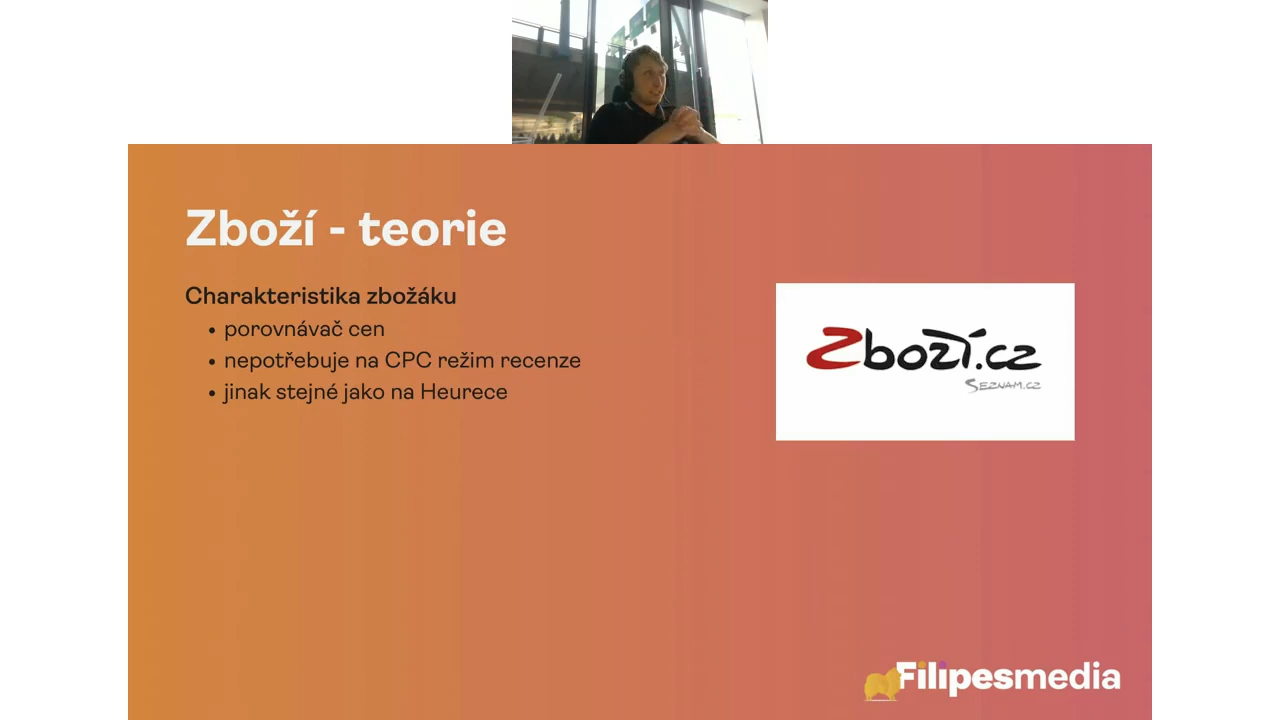 Zboží - teorie
Charakteristika zbožáku
• porovnávač cen
• nepotřebuje na CPC režim recenze
• jinak stejné jako na Heurece
Zboží.cz
Seznam.cz
Filipesmedia